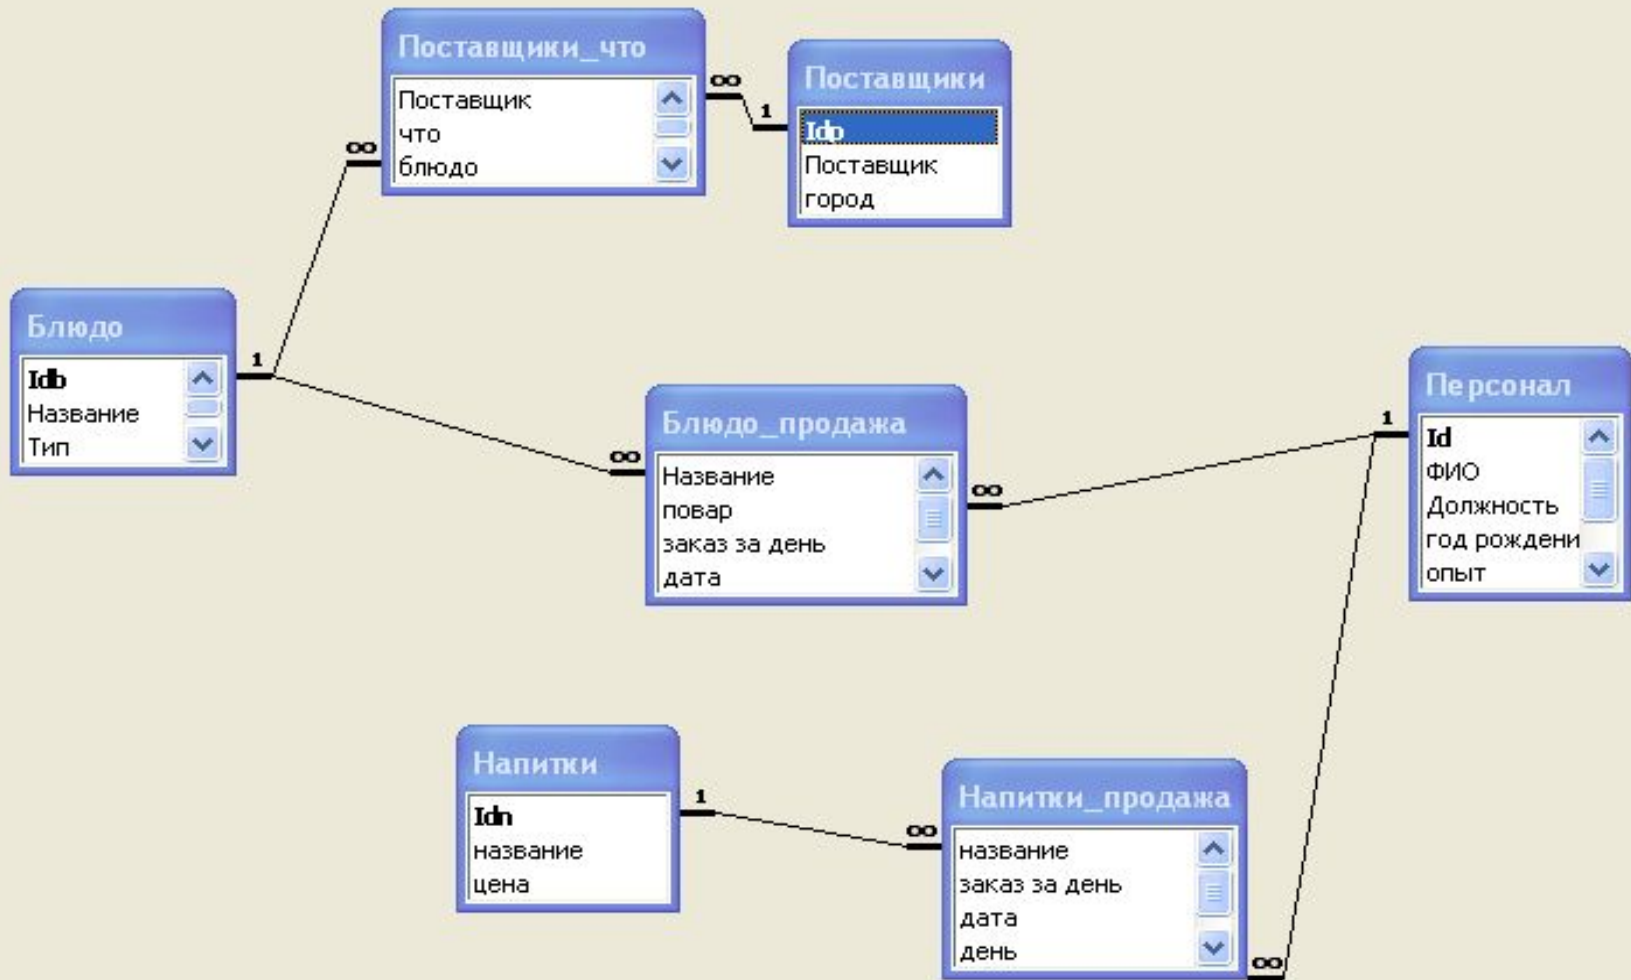 Поставщики_что
Поставщик
что
блюдо
∞
1
Поставщики
Idp
Поставщик
город
∞
Блюдо
Idb
Название
Тип
1
Блюдо_продажа
Название
повар
заказ за день
дата
∞
∞
1
Персонал
Id
ФИО
Должность
год рождени
опыт
Напитки
Idn
название
цена
1
∞
Напитки_продажа
название
заказ за день
дата
день
∞